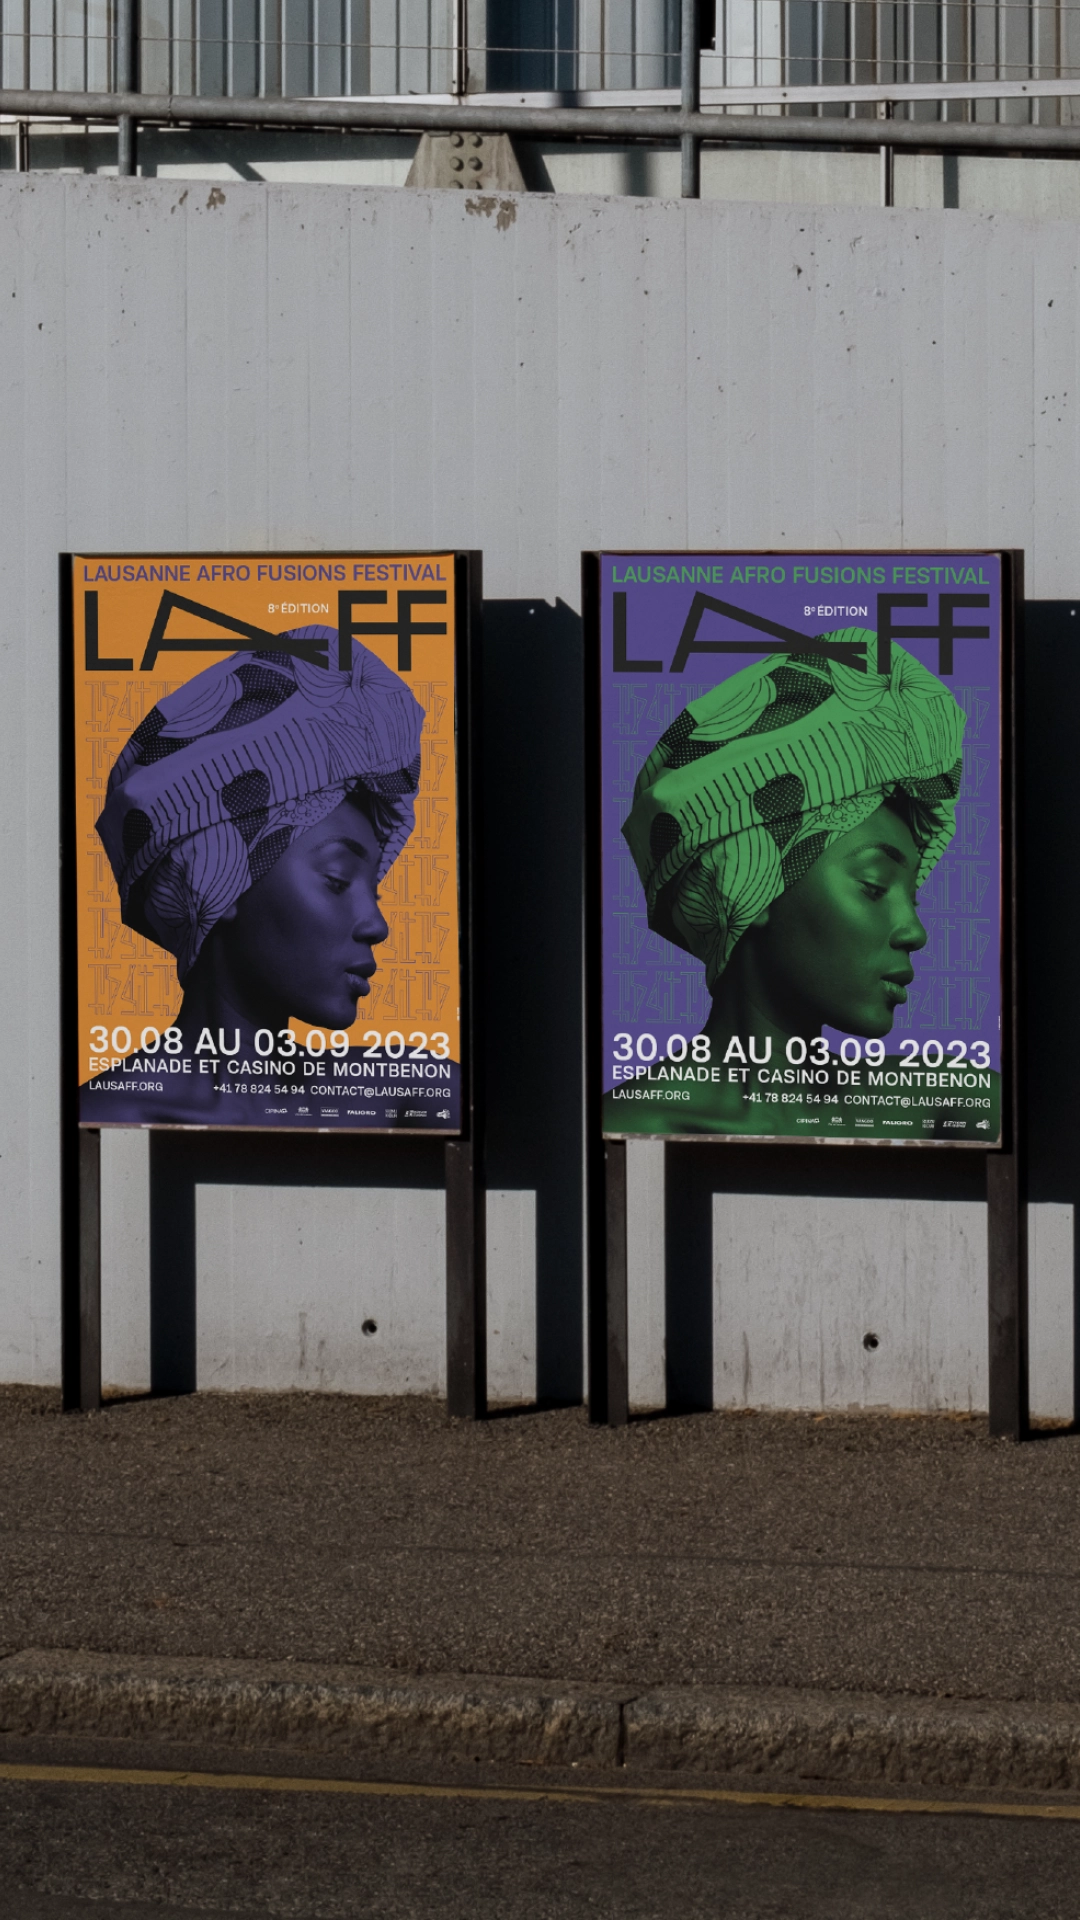 LAUSANNE AFRO FUSIONS FESTIVAL
LAFF
8e ÉDITION
30.08 AU 03.09 2023
ESPLANADE ET CASINO DE MONTBENON
LAUSAFF.ORG
+41 78 824 54 94 CONTACT@LAUSAFF.ORG
FALIGRO
LAUSANNE AFRO FUSIONS FESTIVAL
LAFF
8e ÉDITION
30.08 AU 03.09 2023
ESPLANADE ET CASINO DE MONTBENON
LAUSAFF.ORG
+41 78 824 54 94 CONTACT@LAUSAFF.ORG
FALIGRO